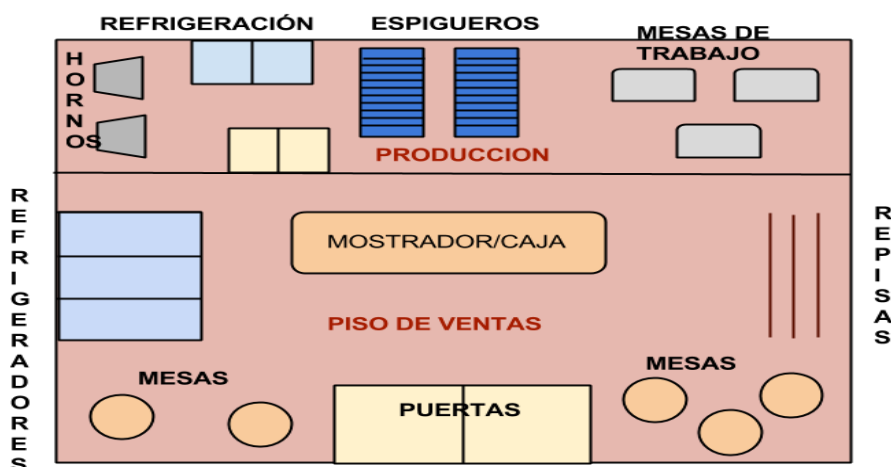 REFRIGERACIÓN
ESPIGUEROS
MESAS DE
TRABAJO
HORNOS
PRODUCCION
REFRIGERADORES
MOSTRADOR/CAJA
REPISAS
PISO DE VENTAS
MESAS
MESAS
PUERTAS